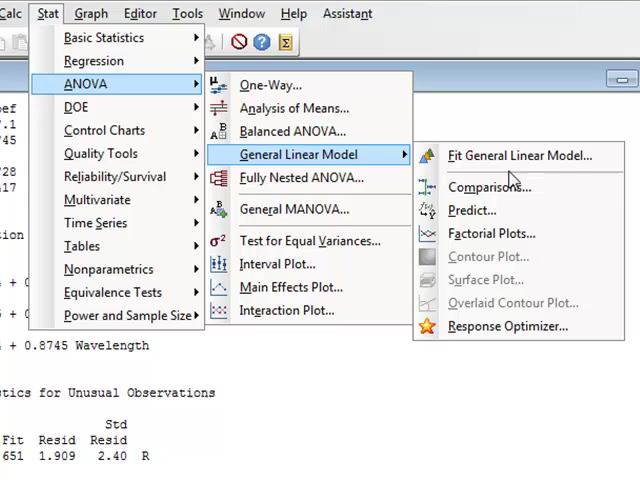 Calc Stat Graph Editor Tools Window Help Assistant
Basic Statistics
Regression
ANOVA
DOE
Control Charts
Quality Tools
Reliability/Survival
Multivariate
Time Series
Tables
Nonparametrics
Equivalence Tests
Power and Sample Size
One-Way...
Analysis of Means...
Balanced ANOVA...
General Linear Model
Fully Nested ANOVA...
General MANOVA...
Test for Equal Variances...
Interval Plot...
Main Effects Plot...
Interaction Plot...
Fit General Linear Model...
Comparisons...
Predict...
Factorial Plots...
Contour Plot...
Surface Plot...
Overlaid Contour Plot...
Response Optimizer...
+ 0.8745 Wavelength
stics for Unusual Observations
Std
Fit Resid Resid
651 1.909 2.40 R